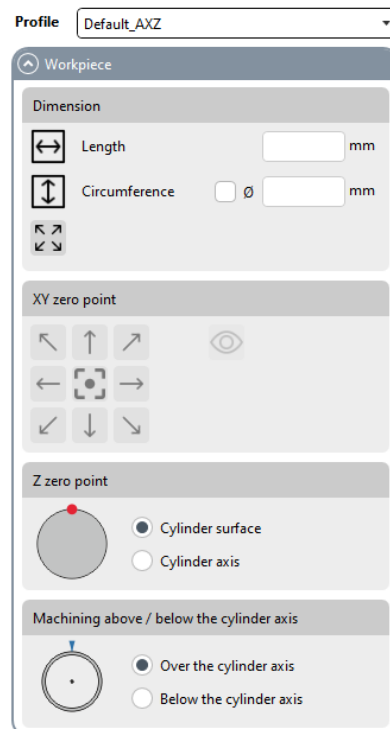 Profile Default_AXZ
Workpiece
Dimension
Length mm
Circumference Ø mm
XY zero point
Z zero point
Cylinder surface
Cylinder axis
Machining above / below the cylinder axis
Over the cylinder axis
Below the cylinder axis